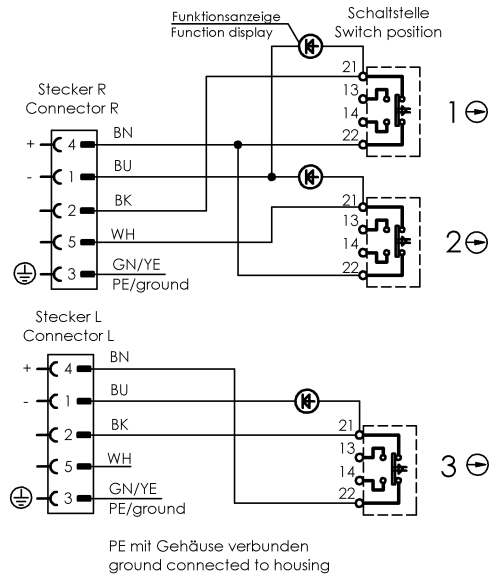 Funktionsanzeige
Function display
Schaltstelle
Switch position
Stecker R
Connector R
+ 4 BN
- 1 BU
2 BK
5 WH
3 GN/YE
PE/ground
21
13
14
22
1
21
13
14
22
2
Stecker L
Connector L
+ 4 BN
- 1 BU
2 BK
5 WH
3 GN/YE
PE/ground
21
13
14
22
3
PE mit Gehäuse verbunden
ground connected to housing